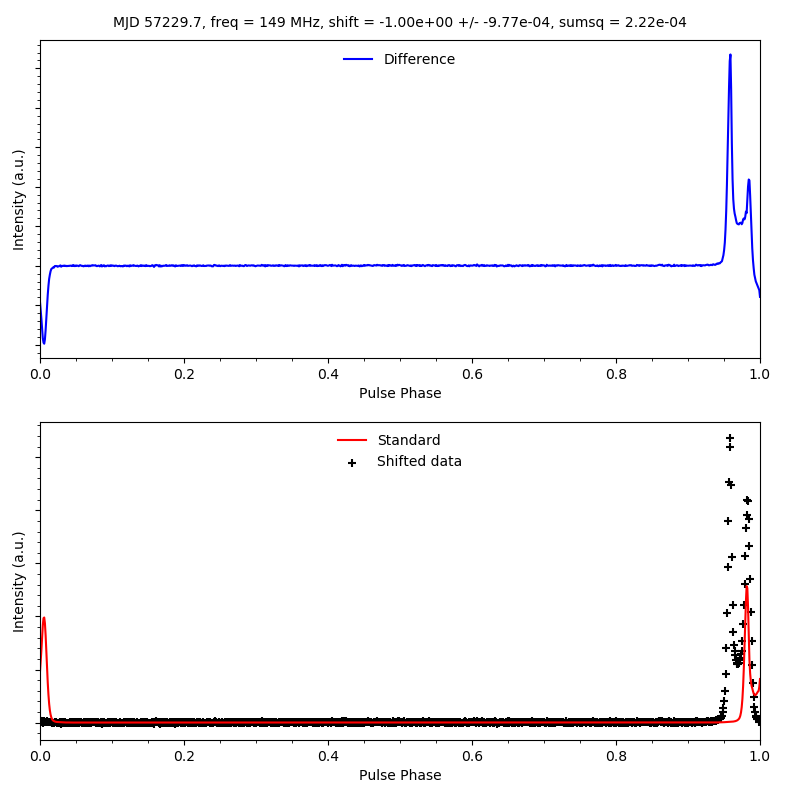 MJD 57229.7, freq = 149 MHz, shift = -1.00e+00 +/- -9.77e-04, sumsq = 2.22e-04
Difference
Intensity (a.u.)
0.0 0.2 0.4 0.6 0.8 1.0
Pulse Phase
Standard
Shifted data
Intensity (a.u.)
0.0 0.2 0.4 0.6 0.8 1.0
Pulse Phase